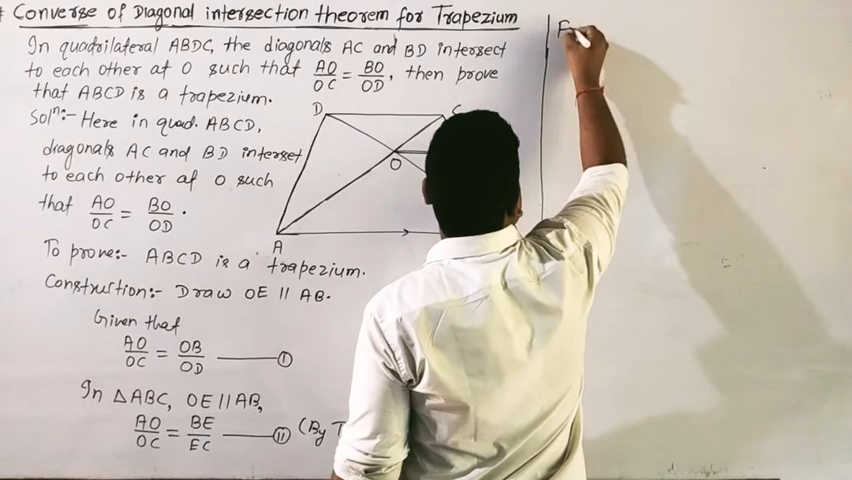 Converse of Diagonal intersection theorem for Trapezium
In quadrilateral ABDC, the diagonals AC and BD intersect
to each other at O such that AO/OC = BO/OD, then prove
that ABCD is a trapezium.
Solⁿ:- Here in quad. ABCD,
diagonals AC and BD interset
to each other at O such
that AO/OC = BO/OD.
To prove:- ABCD is a trapezium.
Construction:- Draw OE || AB.
Given that
AO/OC = OB/OD —— I
In △ABC, OE || AB,
AO/OC = BE/EC —— II (By T
D C
O
A
F